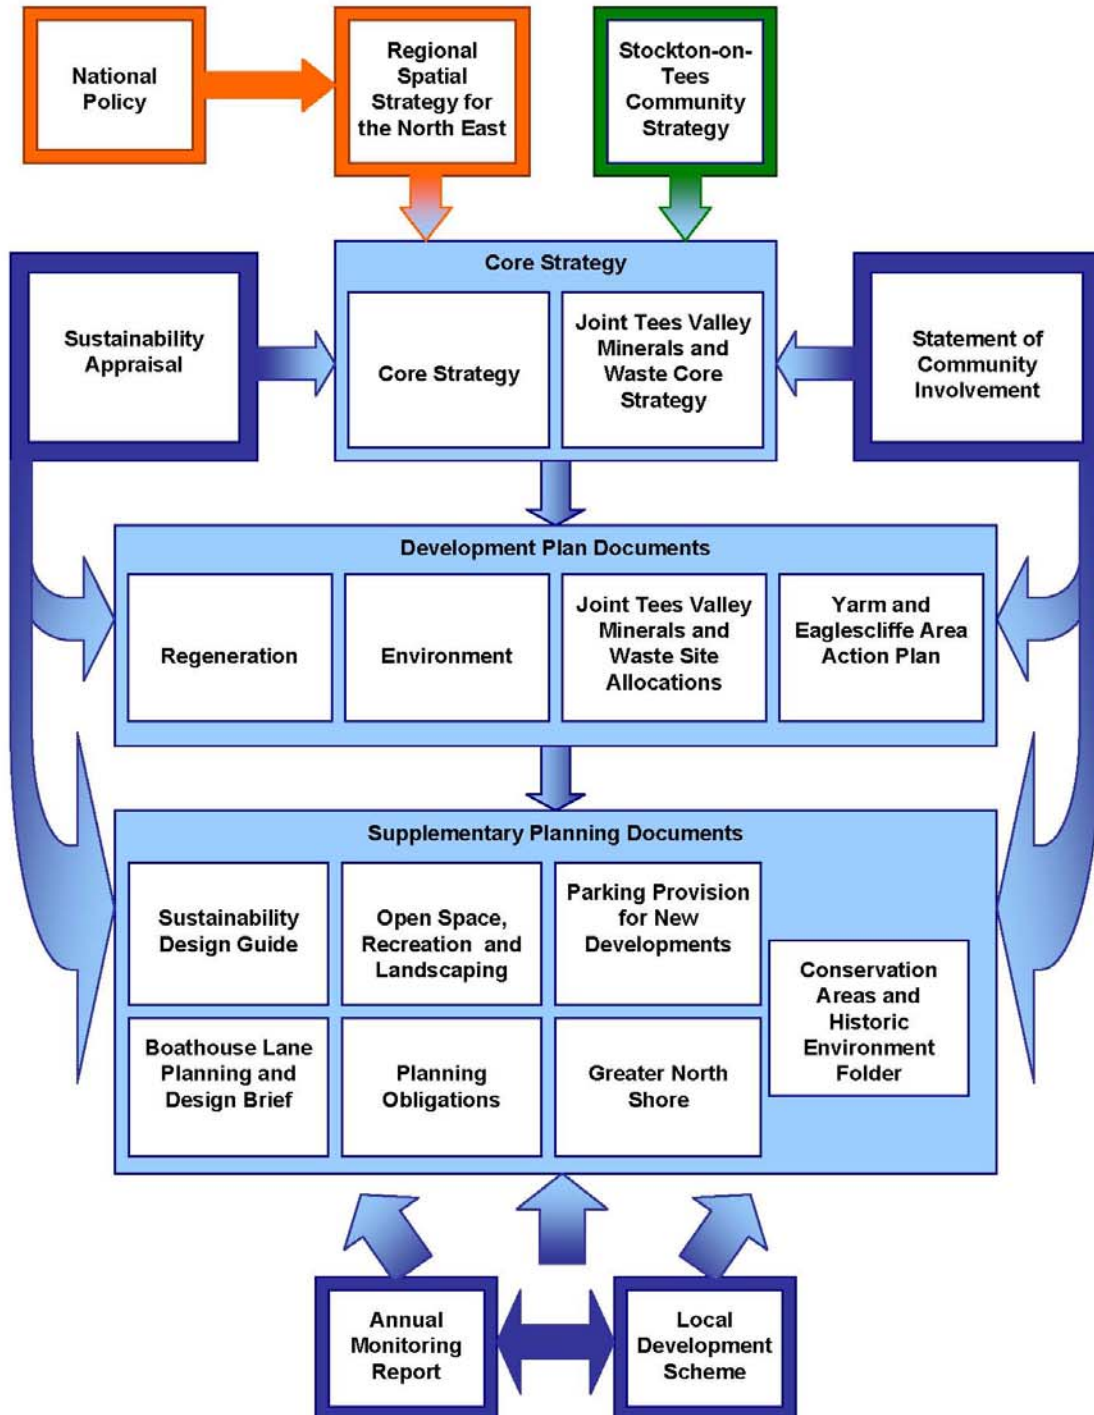 National
Policy
Regional
Spatial
Strategy for
the North East
Stockton-on-
Tees
Community
Strategy
Sustainability
Appraisal
Core Strategy
Core Strategy
Joint Tees Valley
Minerals and
Waste Core
Strategy
Statement of
Community
Involvement
Development Plan Documents
Regeneration
Environment
Joint Tees Valley
Minerals and
Waste Site
Allocations
Yarm and
Eaglescliffe Area
Action Plan
Supplementary Planning Documents
Sustainability
Design Guide
Open Space,
Recreation and
Landscaping
Parking Provision
for New
Developments
Conservation
Areas and
Historic
Environment
Folder
Boathouse Lane
Planning and
Design Brief
Planning
Obligations
Greater North
Shore
Annual
Monitoring
Report
Local
Development
Scheme